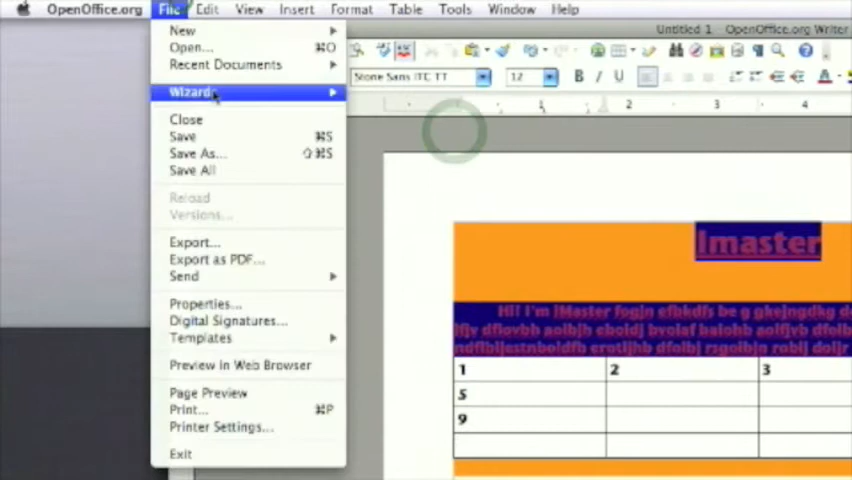 OpenOffice.org File Edit View Insert Format Table Tools Window Help
Untitled 1 - OpenOffice.org Writer
New
Open... ⌘O
Recent Documents
Wizards
Close
Save ⌘S
Save As... ⇧⌘S
Save All
Reload
Versions...
Export...
Export as PDF...
Send
Properties...
Digital Signatures...
Templates
Preview in Web Browser
Page Preview
Print... ⌘P
Printer Settings...
Exit
Stone Sans ITC TT 12
1 1 2 3 4
Imaster
HI! I'm IMaster
1 2 3
5
9